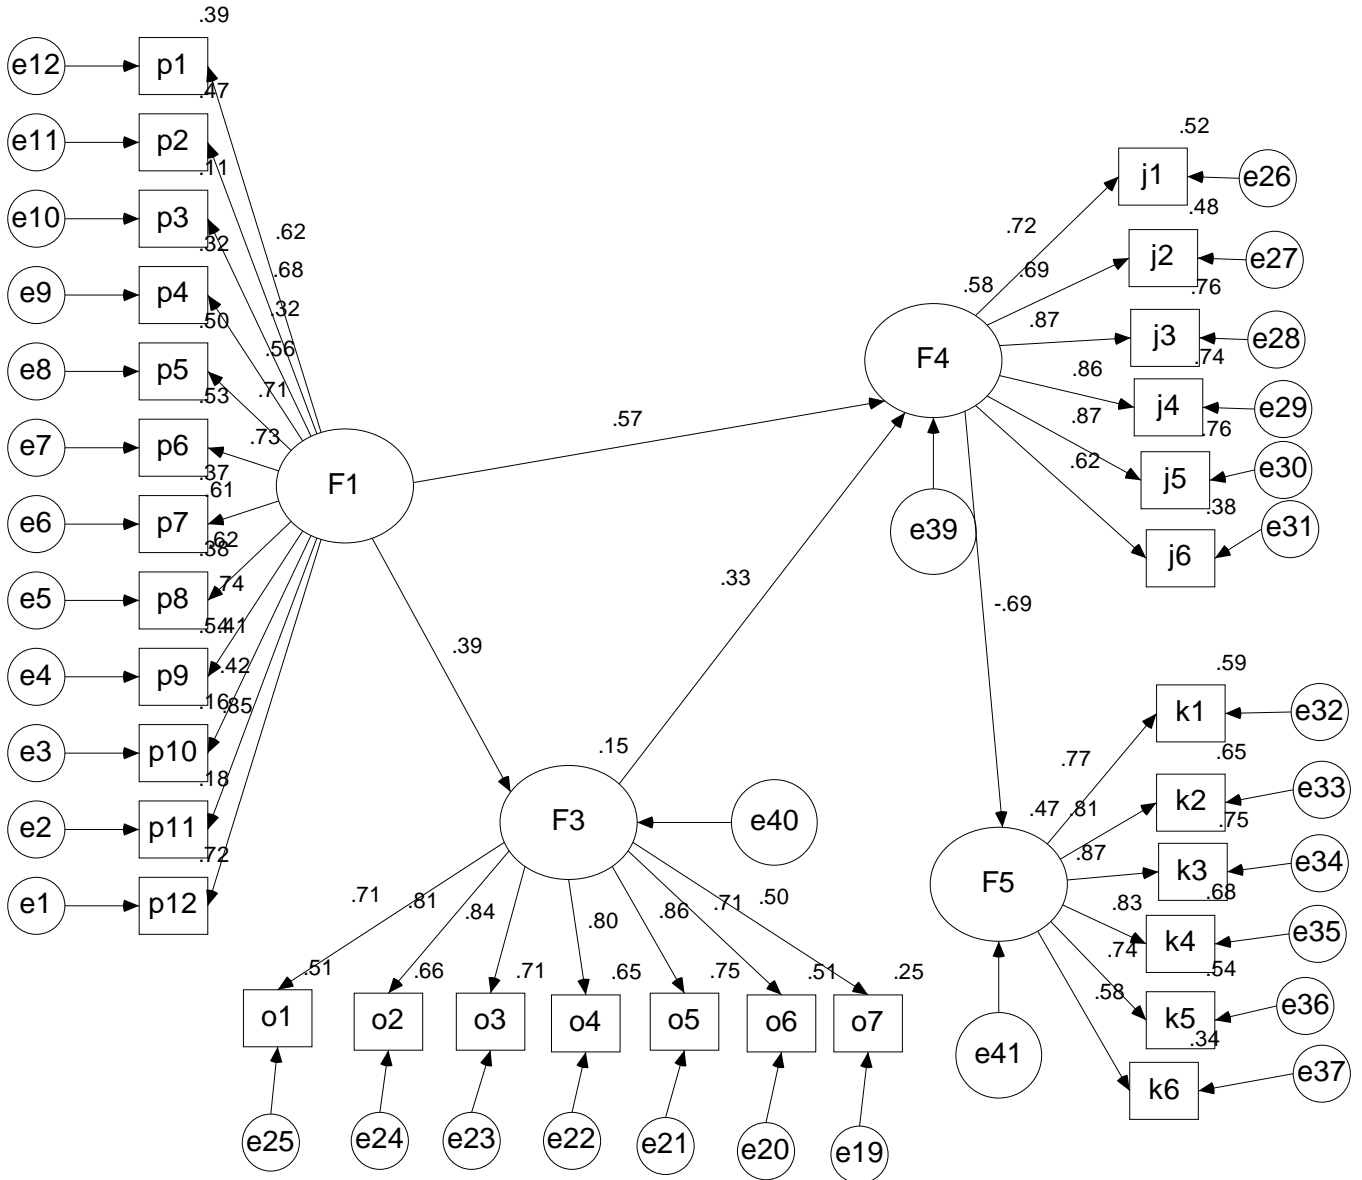 .39
e12 p1
.47
e11 p2
.11
e10 p3
.32
e9 p4
.50
e8 p5
.53
e7 p6
.37
e6 p7
.38
e5 p8
.54
e4 p9
.16
e3 p10
.18
e2 p11
.72
e1 p12
.62
.68
.32
.56
.71
.73
.61
.62
.74
.41
.42
.85
F1
.57
.39
.33
-.69
.58
F4
e39
.72
.69
.87
.86
.87
.62
.52
j1 e26
.48
j2 e27
.76
j3 e28
.74
j4 e29
.76
j5 e30
.38
j6 e31
.15
F3 e40
.71 .81 .84 .80 .86 .71 .50
.51 .66 .71 .65 .75 .51 .25
o1 o2 o3 o4 o5 o6 o7
e25 e24 e23 e22 e21 e20 e19
.47
F5
e41
.77
.81
.87
.83
.74
.58
.59
k1 e32
.65
k2 e33
.75
k3 e34
.68
k4 e35
.54
k5 e36
.34
k6 e37